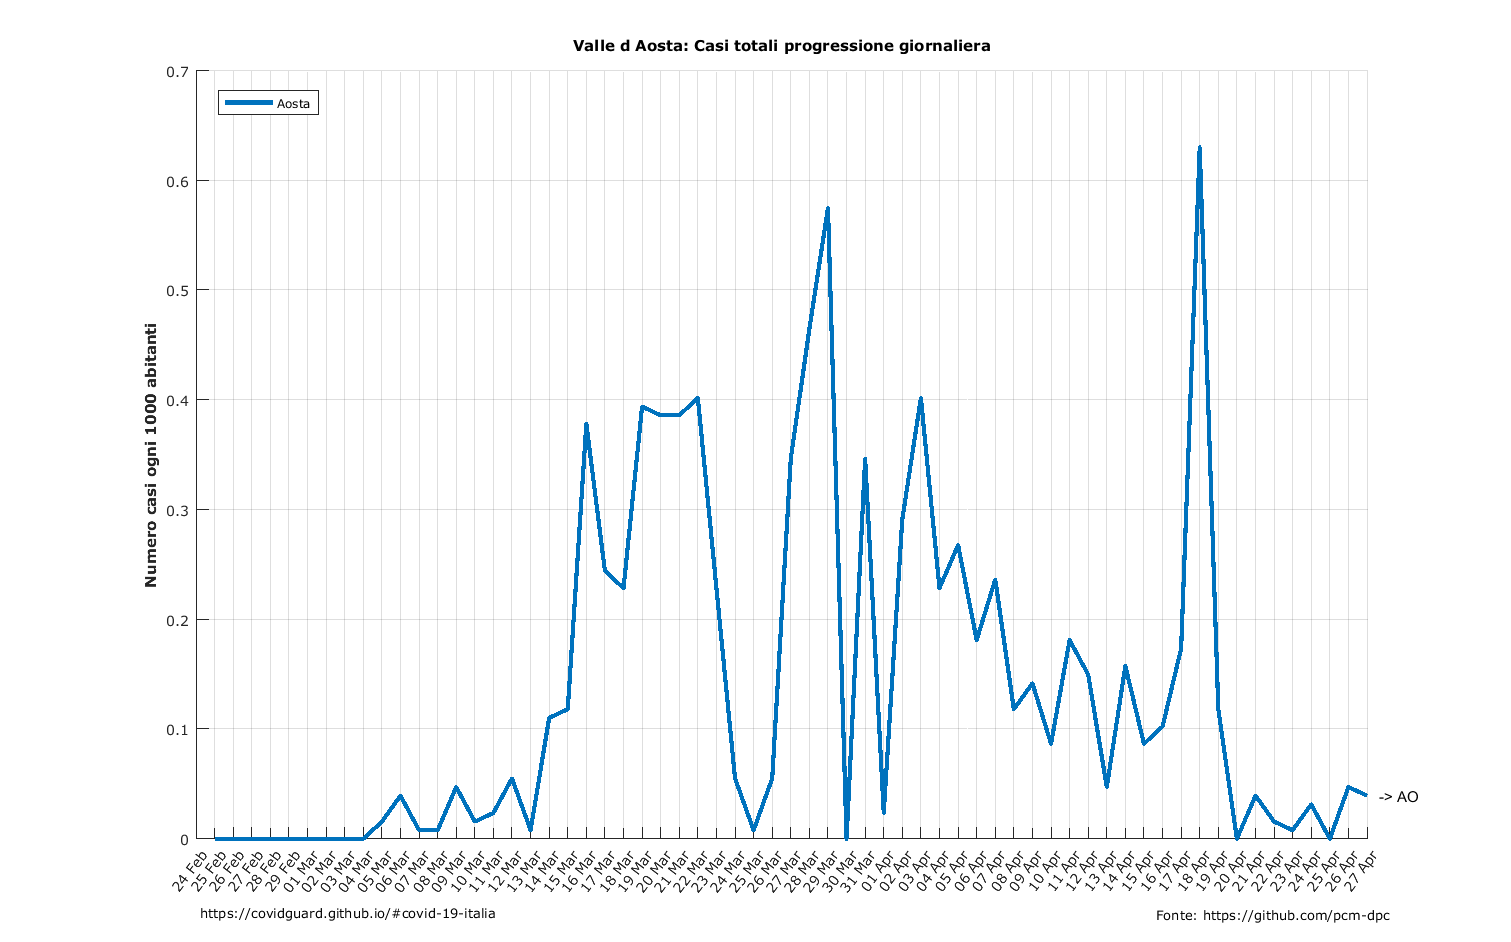 Valle d Aosta: Casi totali progressione giornaliera
Aosta
Numero casi ogni 1000 abitanti
0.7
0.6
0.5
0.4
0.3
0.2
0.1
0
-> AO
24 Feb
25 Feb
26 Feb
27 Feb
28 Feb
29 Feb
01 Mar
02 Mar
03 Mar
04 Mar
05 Mar
07 Mar
08 Mar
09 Mar
10 Mar
11 Mar
12 Mar
13 Mar
14 Mar
15 Mar
16 Mar
17 Mar
18 Mar
19 Mar
20 Mar
21 Mar
22 Mar
23 Mar
24 Mar
25 Mar
26 Mar
27 Mar
28 Mar
29 Mar
30 Mar
31 Mar
01 Apr
02 Apr
03 Apr
04 Apr
05 Apr
06 Apr
07 Apr
08 Apr
09 Apr
10 Apr
11 Apr
12 Apr
13 Apr
14 Apr
15 Apr
16 Apr
17 Apr
18 Apr
19 Apr
20 Apr
21 Apr
22 Apr
23 Apr
24 Apr
25 Apr
26 Apr
27 Apr
https://covidguard.github.io/#covid-19-italia
Fonte: https://github.com/pcm-dpc